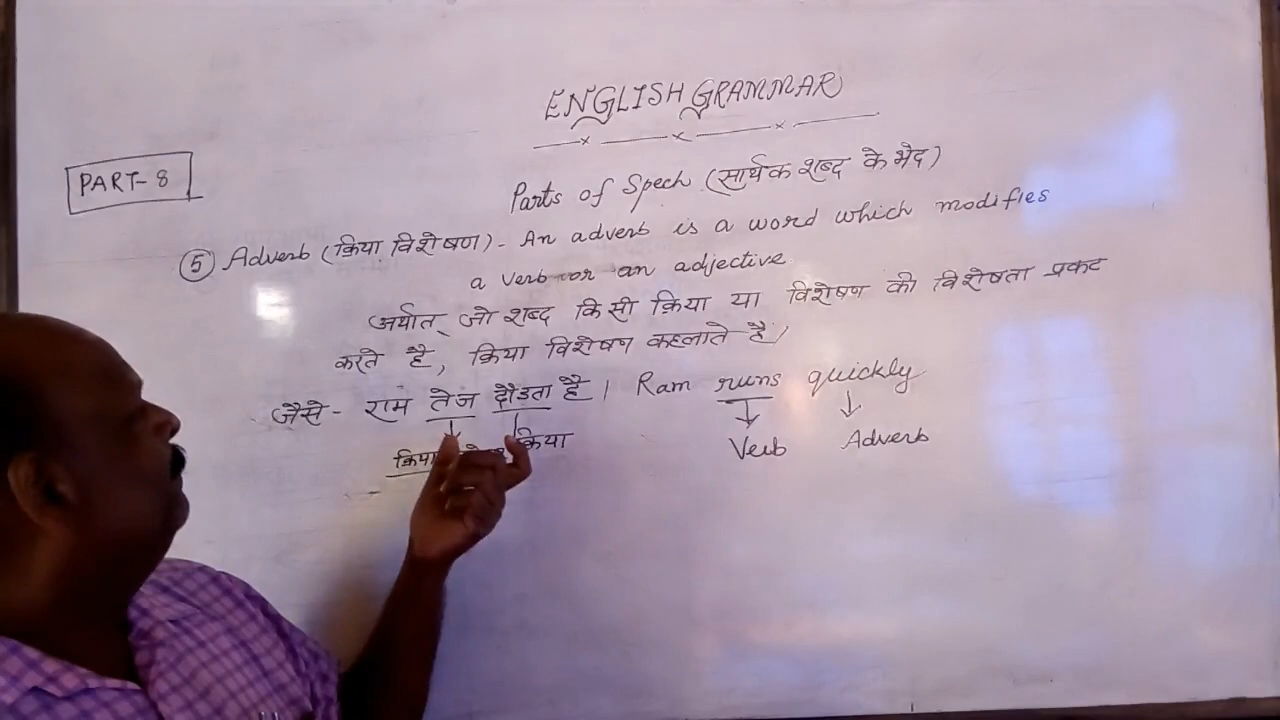 ENGLISH GRAMMAR
PART-8
Parts of Spech (सार्थक शब्द के भेद)
⑤ Adverb (क्रिया विशेषण) - An adverb is a word which modifies
a verb or an adjective.
अर्थात् जो शब्द किसी क्रिया या विशेषण की विशेषता प्रकट
करते है, क्रिया विशेषण कहलाते है।
जैसे - राम तेज दौडता है। Ram runs quickly
क्रिया क्रिया Verb Adverb